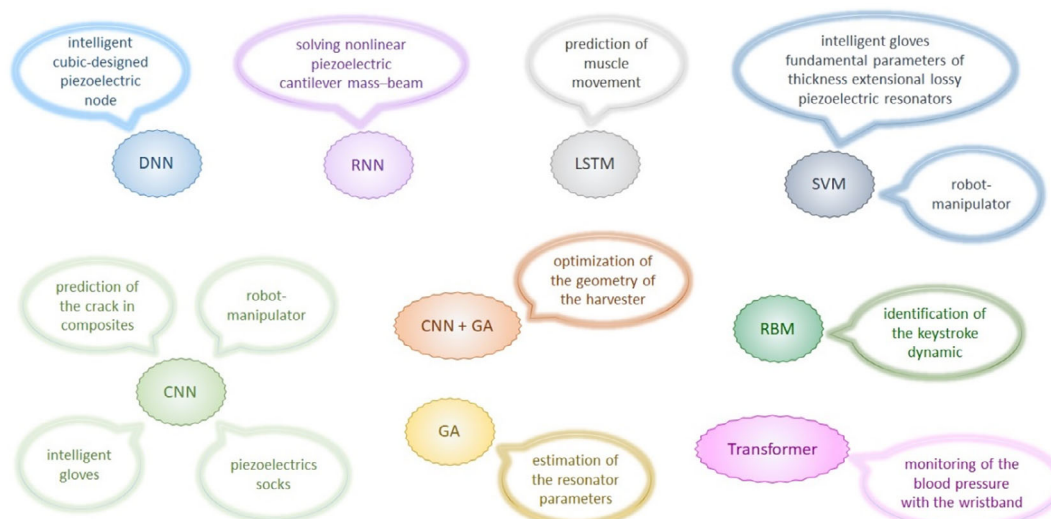 intelligent
cubic-designed
piezoelectric
node
DNN
solving nonlinear
piezoelectric
cantilever mass–beam
RNN
prediction of
muscle
movement
LSTM
intelligent gloves
fundamental parameters of
thickness extensional lossy
piezoelectric resonators
SVM
robot-
manipulator
prediction of
the crack in
composites
robot-
manipulator
CNN
intelligent
gloves
piezoelectrics
socks
optimization of
the geometry of
the harvester
CNN + GA
GA
estimation of
the resonator
parameters
RBM
identification of
the keystroke
dynamic
Transformer
monitoring of the
blood pressure
with the wristband